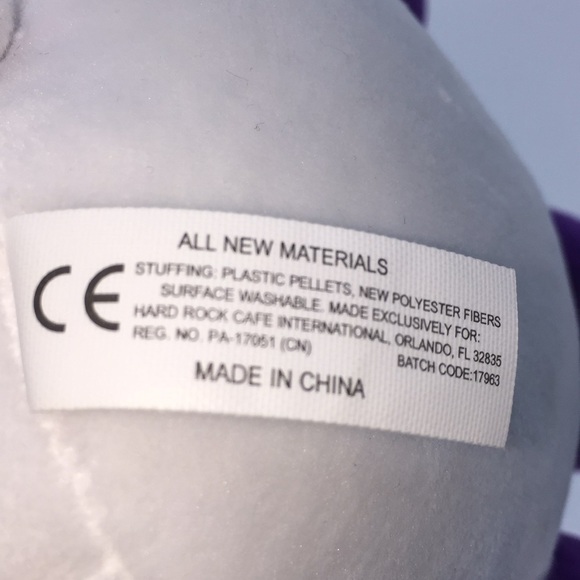 ALL NEW MATERIALS
CE
STUFFING: PLASTIC PELLETS, NEW POLYESTER FIBERS
SURFACE WASHABLE. MADE EXCLUSIVELY FOR:
HARD ROCK CAFE INTERNATIONAL, ORLANDO, FL 32835
REG. NO. PA-17051 (CN)
BATCH CODE:17963
MADE IN CHINA